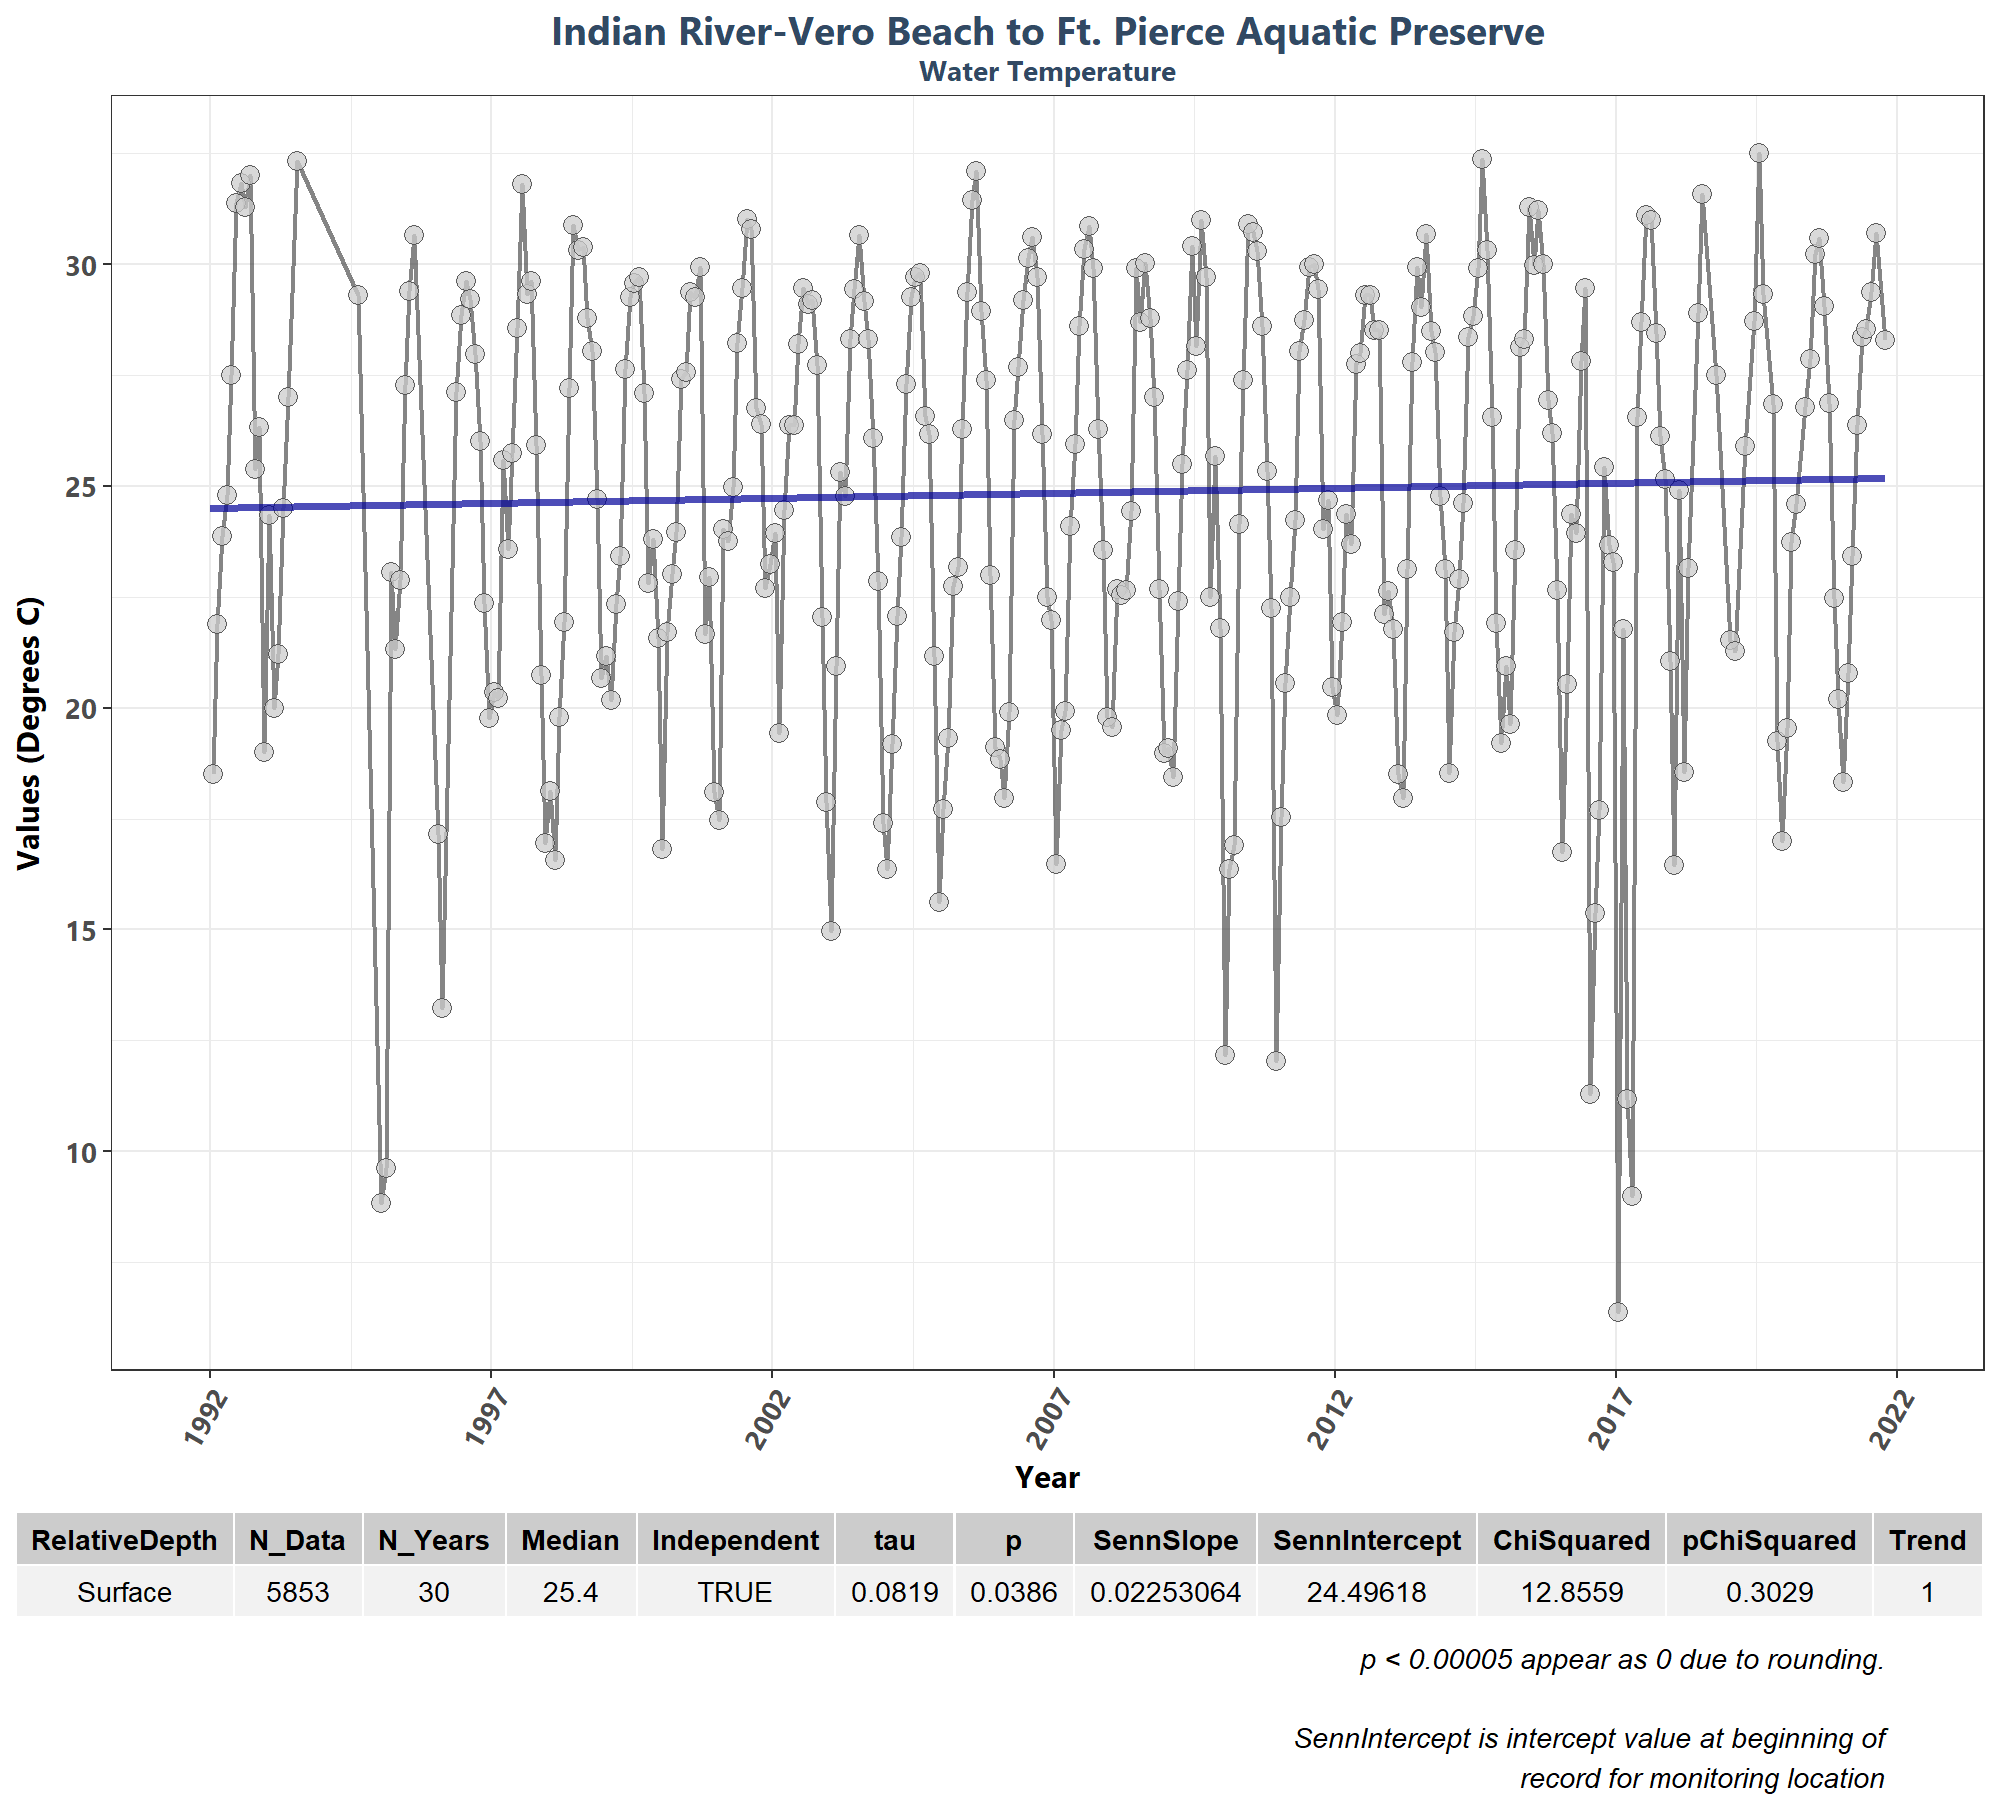 Indian River-Vero Beach to Ft. Pierce Aquatic Preserve
Water Temperature
Values (Degrees C)
30
25
20
15
10
1992 1997 2002 2007 2012 2017 2022
Year
RelativeDepth N_Data N_Years Median Independent tau p SennSlope SennIntercept ChiSquared pChiSquared Trend
Surface 5853 30 25.4 TRUE 0.0819 0.0386 0.02253064 24.49618 12.8559 0.3029 1
p < 0.00005 appear as 0 due to rounding.
SennIntercept is intercept value at beginning of
record for monitoring location